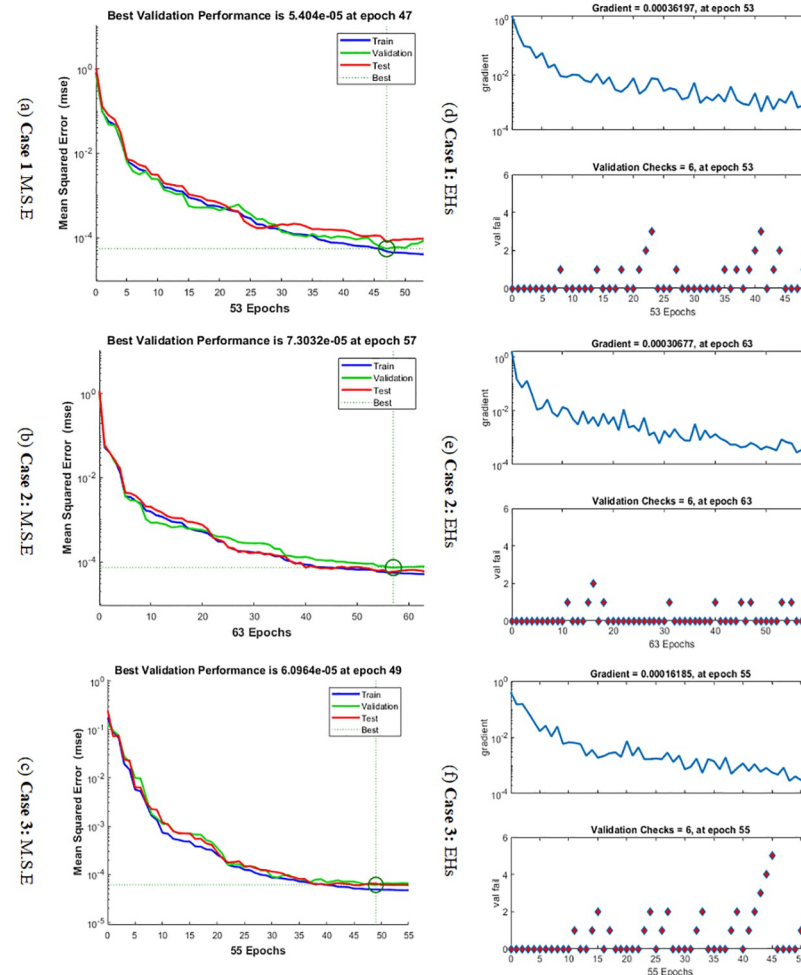 Best Validation Performance is 5.404e-05 at epoch 47
Train
Validation
Test
Best
10^0
10^-2
10^-4
Mean Squared Error (mse)
0 5 10 15 20 25 30 35 40 45 50
53 Epochs
(a) Case 1 M.S.E
Gradient = 0.00036197, at epoch 53
gradient
10^0
10^-2
10^-4
Validation Checks = 6, at epoch 53
val fail
6
4
2
0
0 5 10 15 20 25 30 35 40 45
53 Epochs
(d) Case 1: EHs
Best Validation Performance is 7.3032e-05 at epoch 57
Train
Validation
Test
Best
10^0
10^-2
10^-4
Mean Squared Error (mse)
0 10 20 30 40 50 60
63 Epochs
(b) Case 2: M.S.E
Gradient = 0.00030677, at epoch 63
gradient
10^0
10^-2
10^-4
Validation Checks = 6, at epoch 63
val fail
6
4
2
0
0 10 20 30 40 50
63 Epochs
(e) Case 2: EHs
Best Validation Performance is 6.0964e-05 at epoch 49
Train
Validation
Test
Best
10^0
10^-1
10^-2
10^-3
10^-4
10^-5
Mean Squared Error (mse)
0 5 10 15 20 25 30 35 40 45 50 55
55 Epochs
(c) Case 3: M.S.E
Gradient = 0.00016185, at epoch 55
gradient
10^0
10^-2
10^-4
Validation Checks = 6, at epoch 55
val fail
6
4
2
0
0 5 10 15 20 25 30 35 40 45 50
55 Epochs
(f) Case 3: EHs